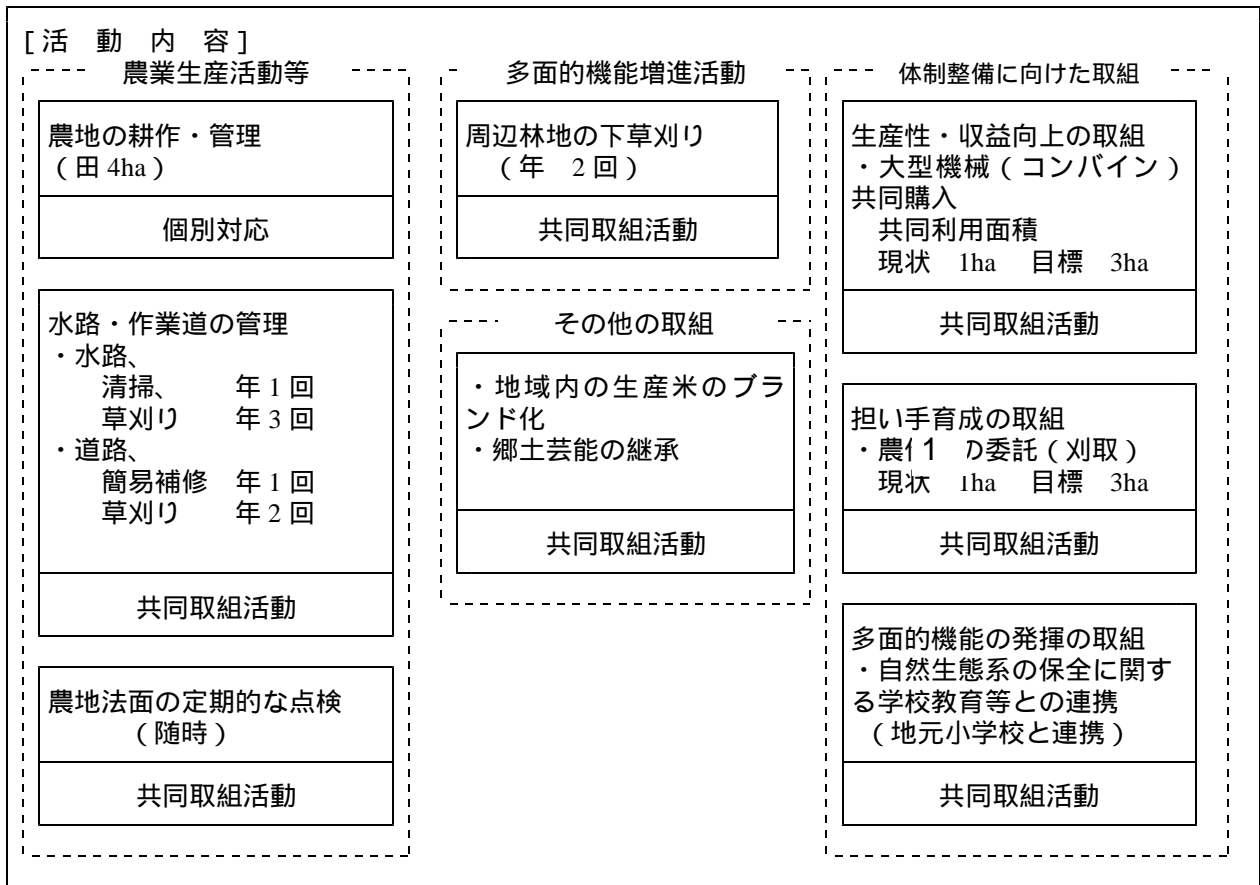 [活 動 内 容]
農業生産活動等
農地の耕作・管理
(田 4ha)
個別対応
水路・作業道の管理
・水路、
清掃、 年1回
草刈り 年3回
・道路、
簡易補修 年1回
草刈り 年2回
共同取組活動
農地法面の定期的な点検
(随時)
共同取組活動
多面的機能増進活動
周辺林地の下草刈り
(年 2回)
共同取組活動
その他の取組
・地域内の生産米のブラ
ンド化
・郷土芸能の継承
共同取組活動
体制整備に向けた取組
生産性・収益向上の取組
・大型機械(コンバイン)
共同購入
共同利用面積
現状 1ha 目標 3ha
共同取組活動
担い手育成の取組
・農 1 の委託(刈取)
現状 1ha 目標 3ha
共同取組活動
多面的機能の発揮の取組
・自然生態系の保全に関す
る学校教育等との連携
(地元小学校と連携)
共同取組活動